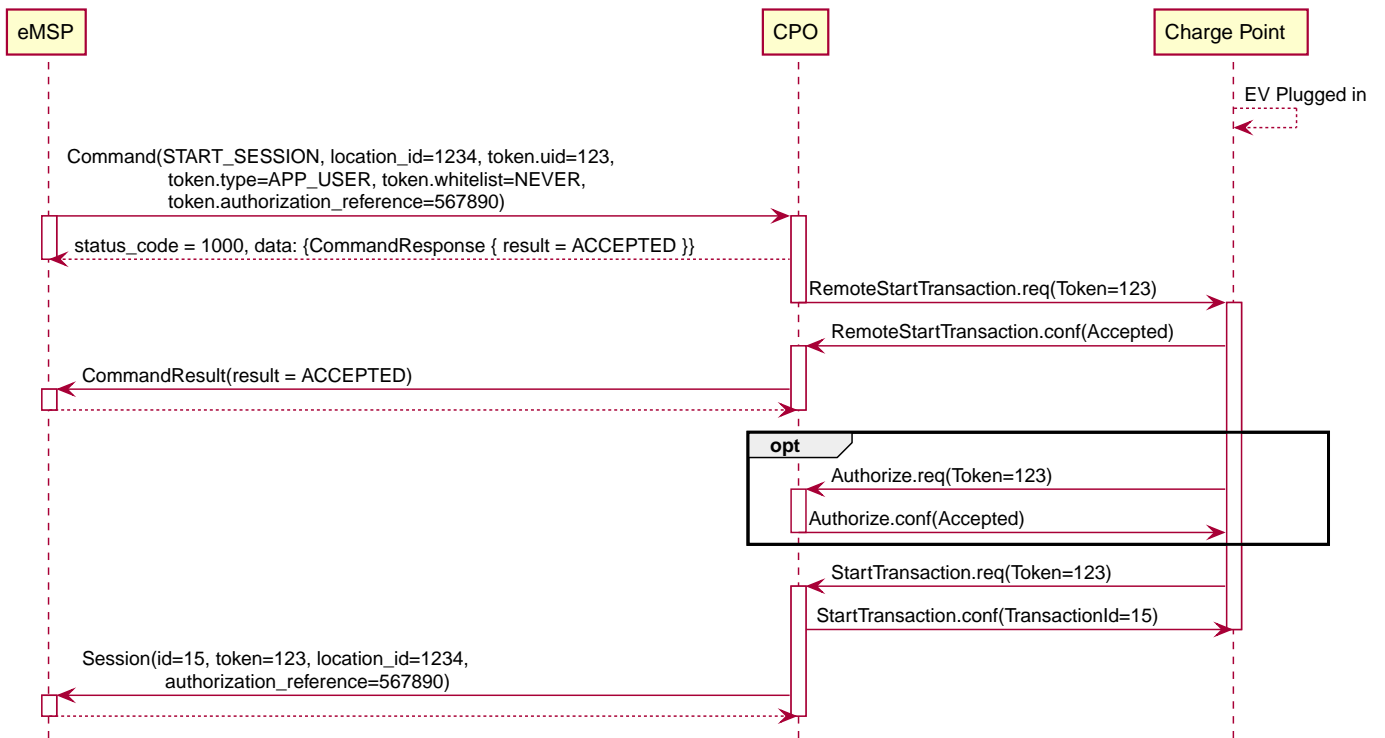 eMSP
CPO
Charge Point
EV Plugged in
Command(START_SESSION, location_id=1234, token.uid=123,
token.type=APP_USER, token.whitelist=NEVER,
token.authorization_reference=567890)
status_code = 1000, data: {CommandResponse { result = ACCEPTED }}
RemoteStartTransaction.req(Token=123)
RemoteStartTransaction.conf(Accepted)
CommandResult(result = ACCEPTED)
opt
Authorize.req(Token=123)
Authorize.conf(Accepted)
StartTransaction.req(Token=123)
StartTransaction.conf(TransactionId=15)
Session(id=15, token=123, location_id=1234,
authorization_reference=567890)